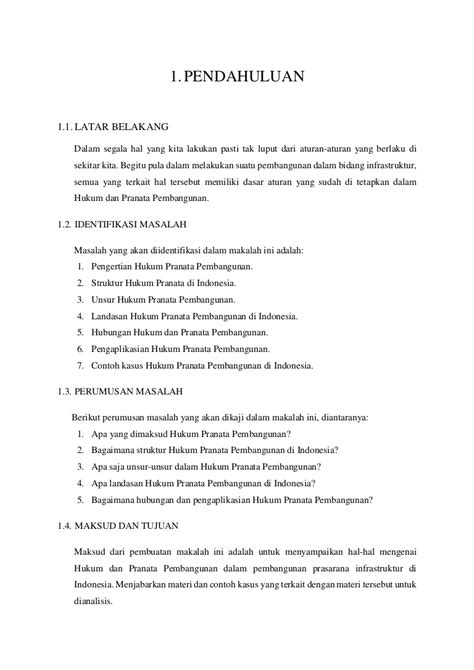 1. PENDAHULUAN
1.1. LATAR BELAKANG
Dalam segala hal yang kita lakukan pasti tak luput dari aturan-aturan yang berlaku di
sekitar kita. Begitu pula dalam melakukan suatu pembangunan dalam bidang infrastruktur,
semua yang terkait hal tersebut memiliki dasar aturan yang sudah di tetapkan dalam
Hukum dan Pranata Pembangunan.
1.2. IDENTIFIKASI MASALAH
Masalah yang akan diidentifikasi dalam makalah ini adalah:
1. Pengertian Hukum Pranata Pembangunan.
2. Struktur Hukum Pranata di Indonesia.
3. Unsur Hukum Pranata Pembangunan.
4. Landasan Hukum Pranata Pembangunan di Indonesia.
5. Hubungan Hukum dan Pranata Pembangunan.
6. Pengaplikasian Hukum Pranata Pembangunan.
7. Contoh kasus Hukum Pranata Pembangunan di Indonesia.
1.3. PERUMUSAN MASALAH
Berikut perumusan masalah yang akan dikaji dalam makalah ini, diantaranya:
1. Apa yang dimaksud Hukum Pranata Pembangunan?
2. Bagaimana struktur Hukum Pranata Pembangunan di Indonesia?
3. Apa saja unsur-unsur dalam Hukum Pranata Pembangunan?
4. Apa landasan Hukum Pranata Pembangunan di Indonesia?
5. Bagaimana hubungan dan pengaplikasian Hukum Pranata Pembangunan?
1.4. MAKSUD DAN TUJUAN
Maksud dari pembuatan makalah ini adalah untuk menyampaikan hal-hal mengenai
Hukum dan Pranata Pembangunan dalam pembangunan prasarana infrastruktur di
Indonesia. Menjabarkan materi dan contoh kasus yang terkait dengan materi tersebut untuk
dianalisis.